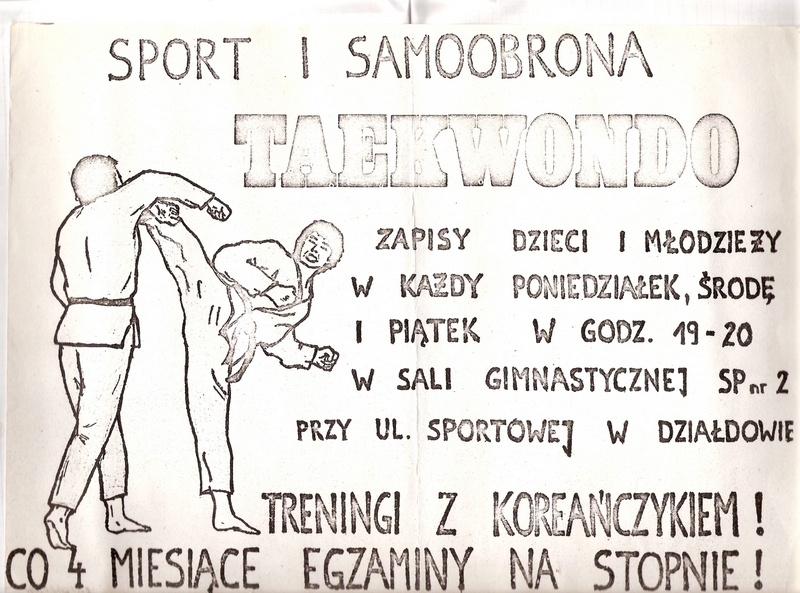 SPORT I SAMOOBRONA
TAEKWONDO
ZAPISY DZIECI I MŁODZIEŻY
W KAŻDY PONIEDZIAŁEK, ŚRODĘ
I PIĄTEK W GODZ. 19-20
W SALI GIMNASTYCZNEJ SP nr 2
PRZY UL. SPORTOWEJ W DZIAŁDOWIE
TRENINGI Z KOREAŃCZYKIEM!
CO 4 MIESIĄCE EGZAMINY NA STOPNIE!